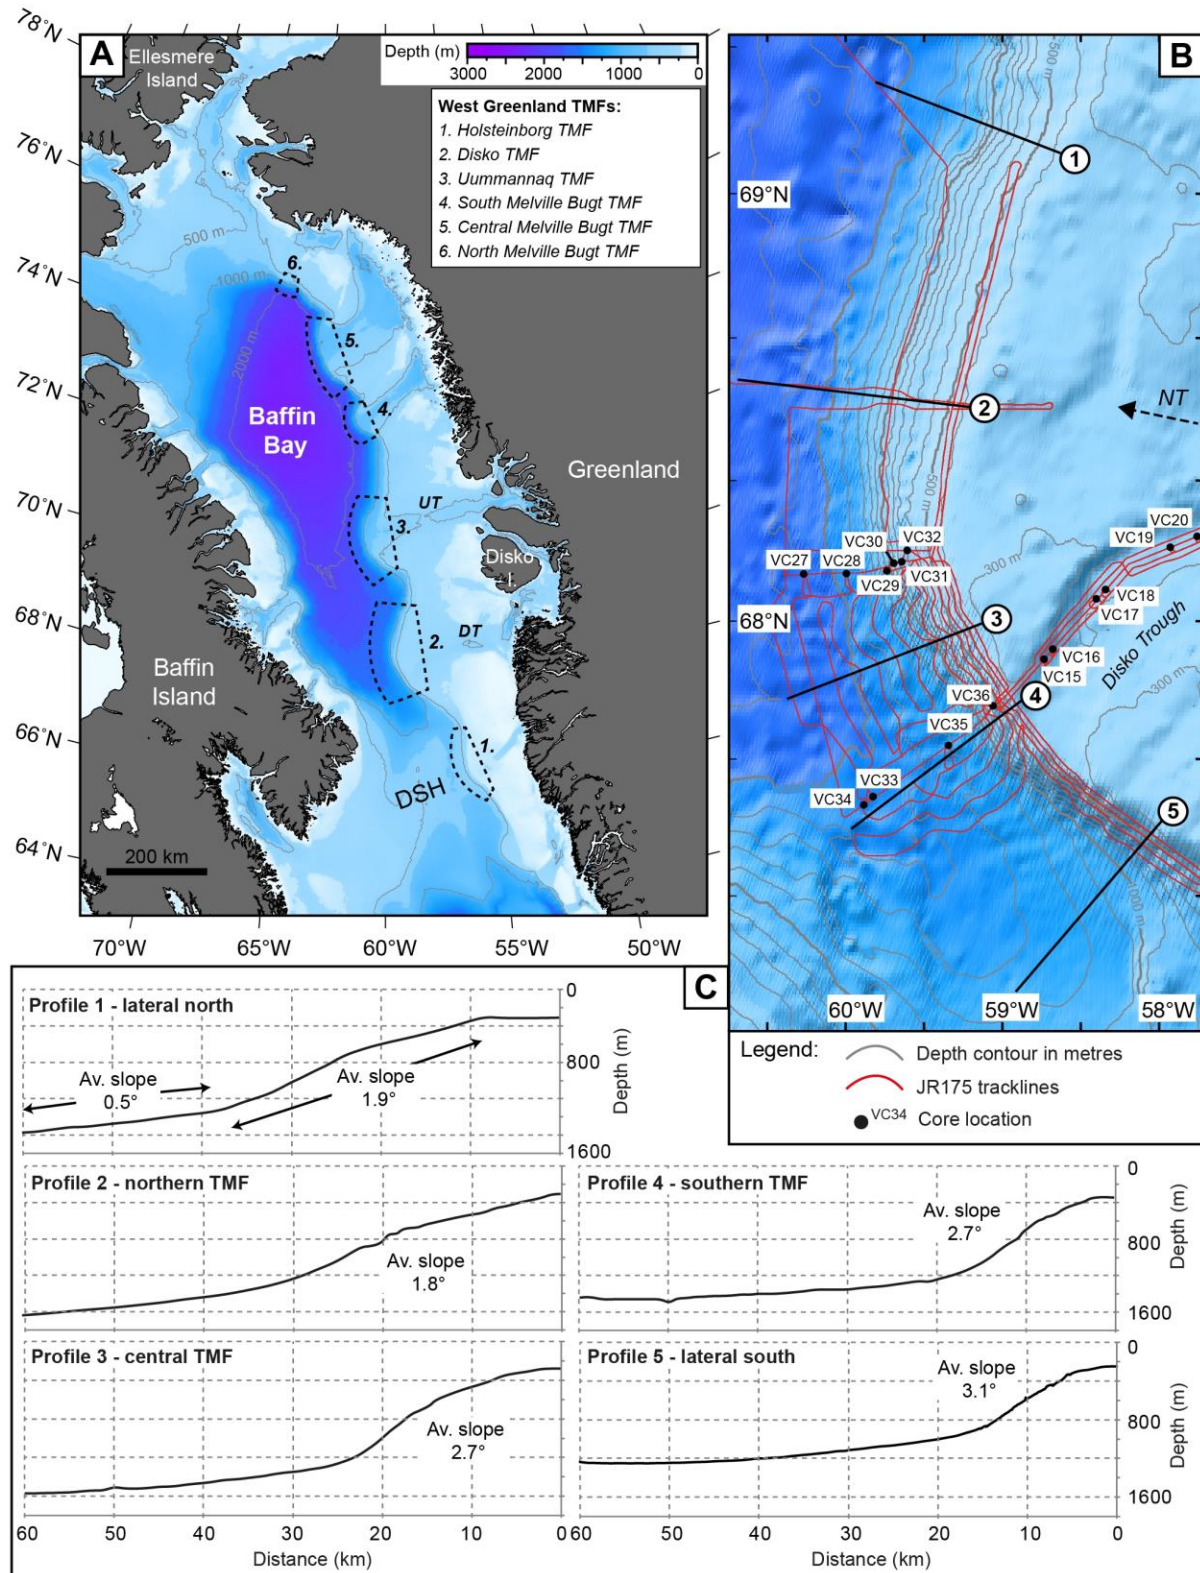 A
Ellesmere
Island
Depth (m)
3000 2000 1000 0
West Greenland TMFs:
1. Holsteinborg TMF
2. Disko TMF
3. Uummannaq TMF
4. South Melville Bugt TMF
5. Central Melville Bugt TMF
6. North Melville Bugt TMF
78°N
76°N
74°N
72°N
70°N
68°N
66°N
64°N
500 m
1000 m
2000 m
6.
5.
4.
3.
2.
1.
Baffin
Bay
Greenland
UT
Disko
I.
DT
Baffin
Island
DSH
200 km
70°W 65°W 60°W 55°W 50°W
B
500 m
1
69°N
2
NT
500 m
VC30
VC32
VC20
VC19
VC27
VC28
VC29
VC31
300 m
VC18
VC17
68°N
3
VC16
VC15
Disko Trough
VC36
4
300 m
VC35
VC33
VC34
5
1000 m
60°W 59°W 58°W
Legend:
Depth contour in metres
JR175 tracklines
VC34 Core location
C
Profile 1 - lateral north
Av. slope
0.5°
Av. slope
1.9°
0
800
1600
Depth (m)
Profile 2 - northern TMF
Av. slope
1.8°
Profile 4 - southern TMF
Av. slope
2.7°
0
800
1600
Depth (m)
Profile 3 - central TMF
Av. slope
2.7°
60 50 40 30 20 10 0
Distance (km)
Profile 5 - lateral south
Av. slope
3.1°
0
800
1600
Depth (m)
60 50 40 30 20 10 0
Distance (km)